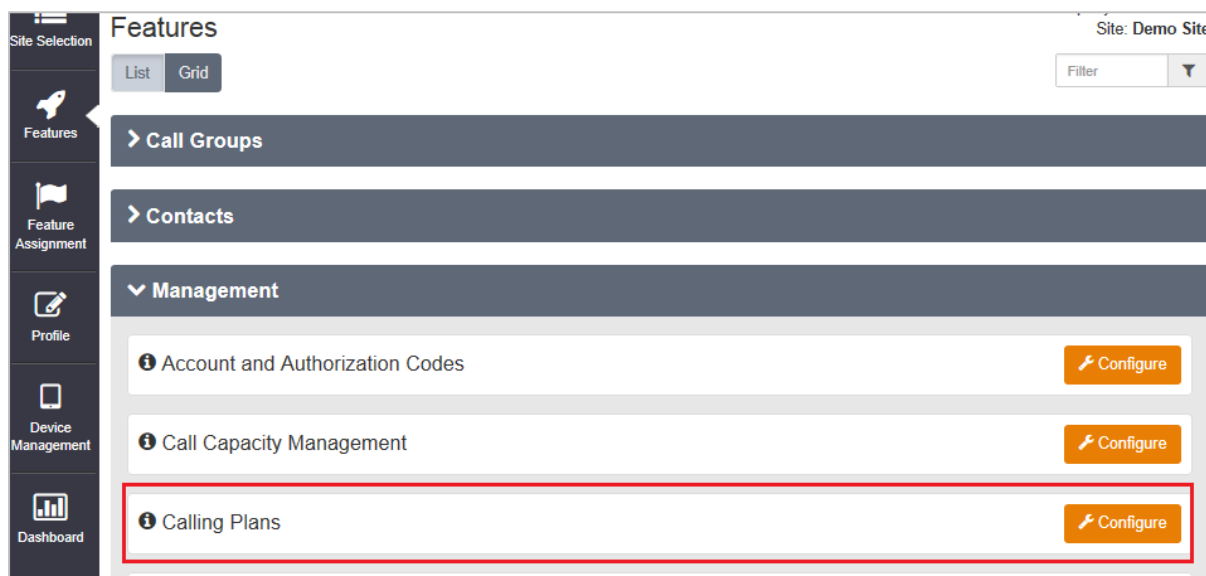 Site Selection
Features
Feature
Assignment
Profile
Device
Management
Dashboard
Features
Site: Demo Site
List Grid
Filter
Call Groups
Contacts
Management
Account and Authorization Codes
Configure
Call Capacity Management
Configure
Calling Plans
Configure